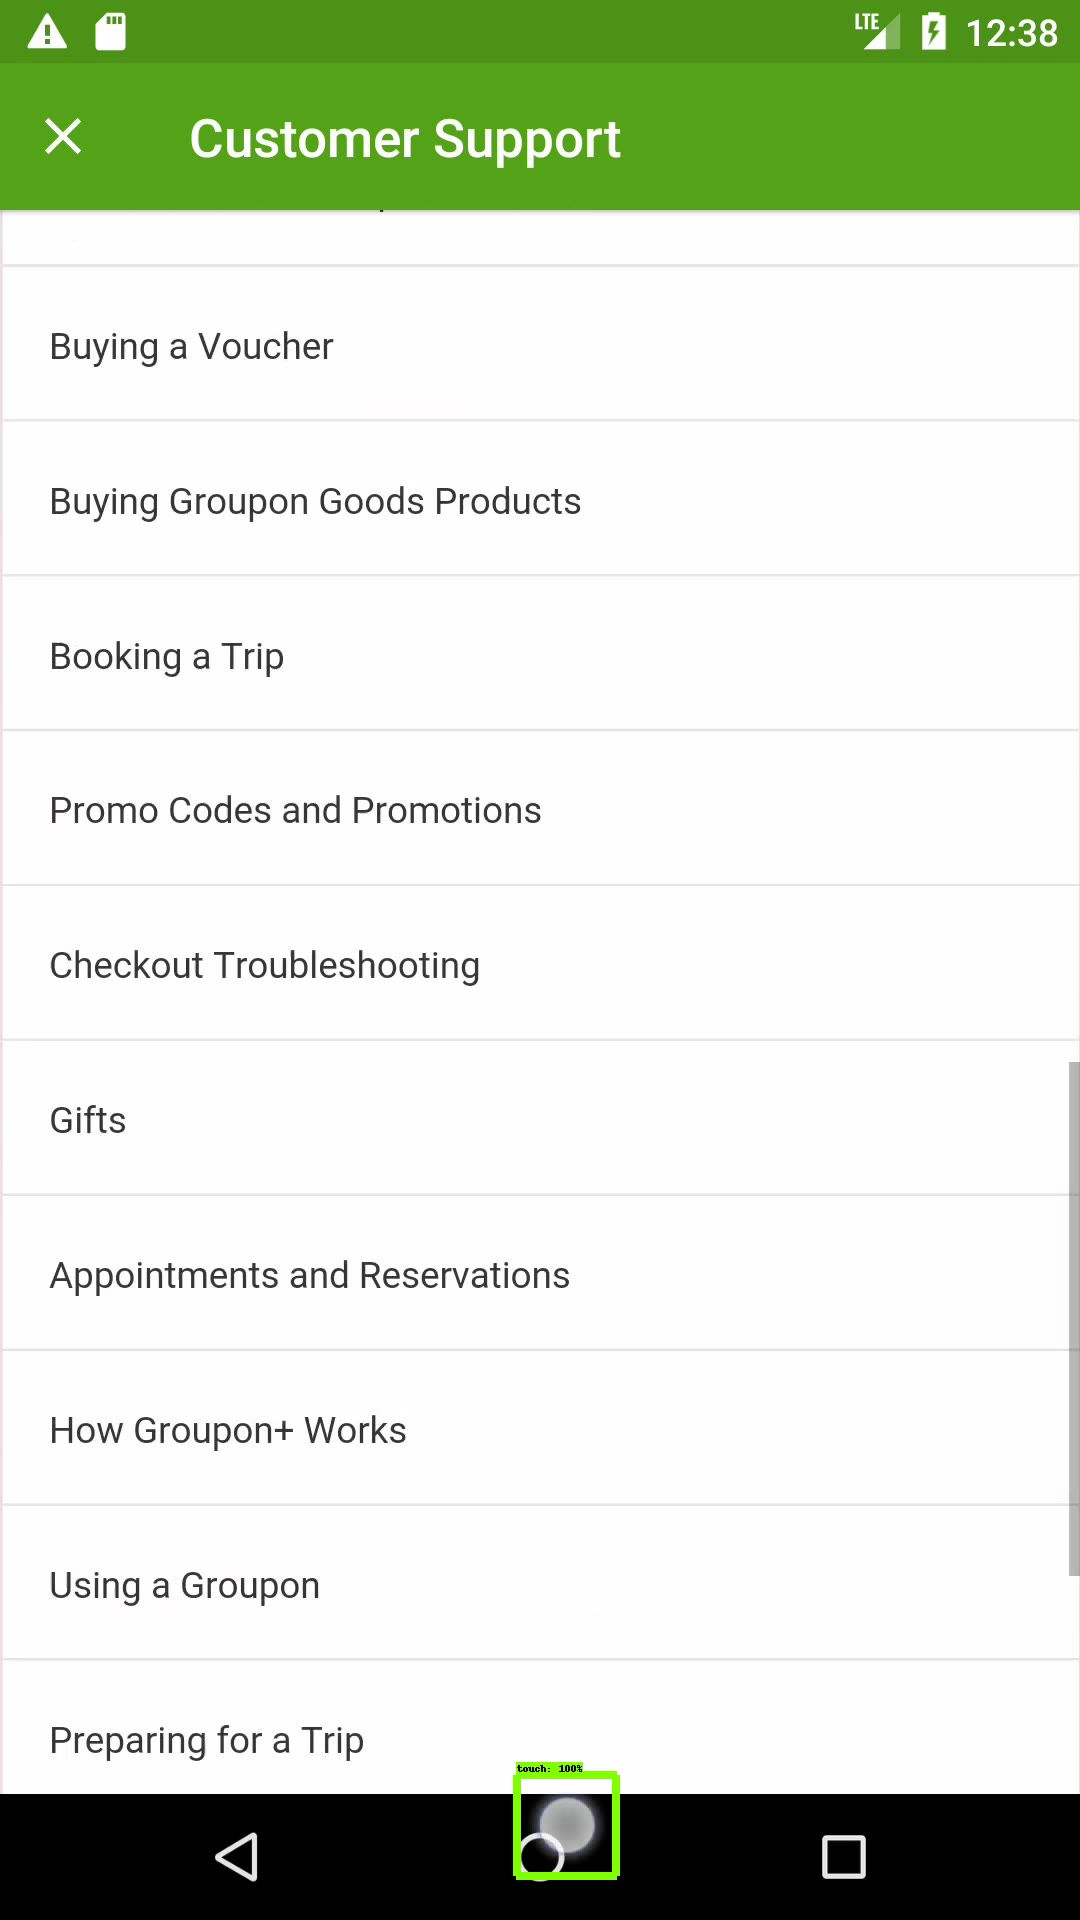 LTE 12:38
Customer Support
Buying a Voucher
Buying Groupon Goods Products
Booking a Trip
Promo Codes and Promotions
Checkout Troubleshooting
Gifts
Appointments and Reservations
How Groupon+ Works
Using a Groupon
Preparing for a Trip
touch: 100%